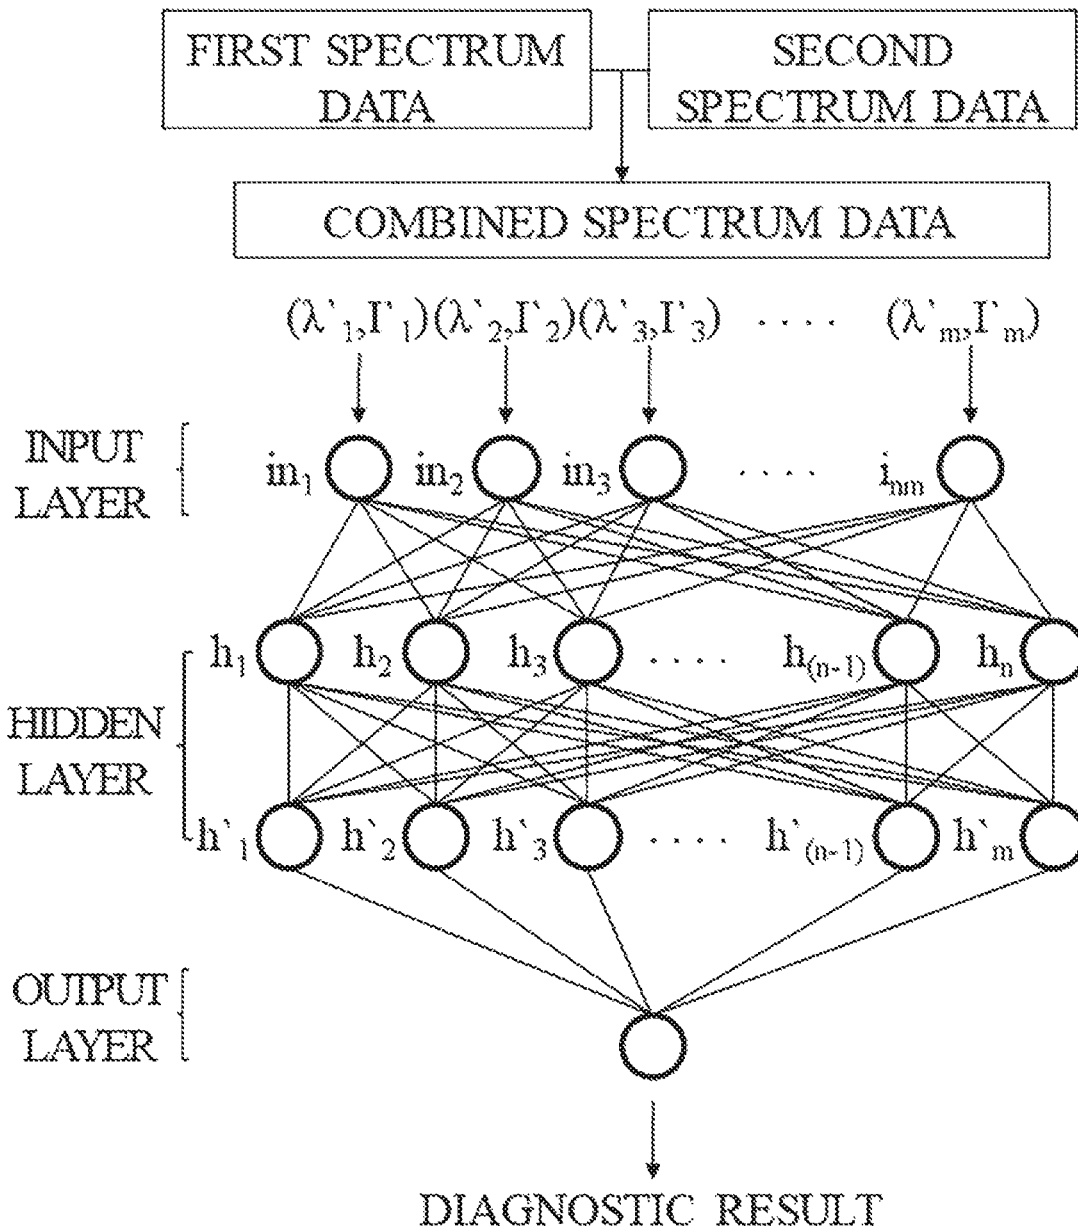 FIRST SPECTRUM
DATA
SECOND
SPECTRUM DATA
COMBINED SPECTRUM DATA
(λ`₁,I`₁)(λ`₂,I`₂)(λ`₃,I`₃) . . . . (λ`ₘ,I`ₘ)
INPUT
LAYER
in₁ in₂ in₃ . . . . iₙₘ
h₁ h₂ h₃ . . . . h₍ₙ₋₁₎ hₙ
HIDDEN
LAYER
h`₁ h`₂ h`₃ . . . . h`₍ₙ₋₁₎ h`ₘ
OUTPUT
LAYER
DIAGNOSTIC RESULT